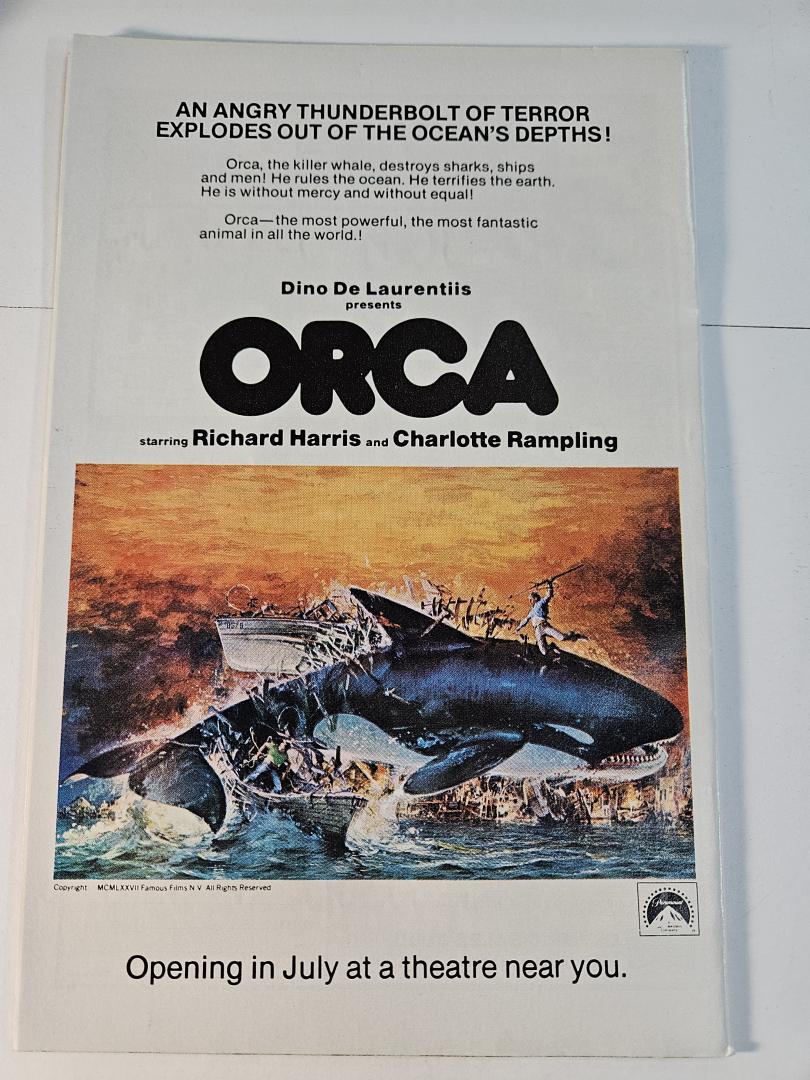 AN ANGRY THUNDERBOLT OF TERROR
EXPLODES OUT OF THE OCEAN'S DEPTHS!
Orca, the killer whale, destroys sharks, ships
and men! He rules the ocean. He terrifies the earth.
He is without mercy and without equal!
Orca—the most powerful, the most fantastic
animal in all the world.!
Dino De Laurentiis
presents
ORCA
starring Richard Harris and Charlotte Rampling
Copyright MCMLXXVII Famous Films N V All Rights Reserved
Paramount
Opening in July at a theatre near you.